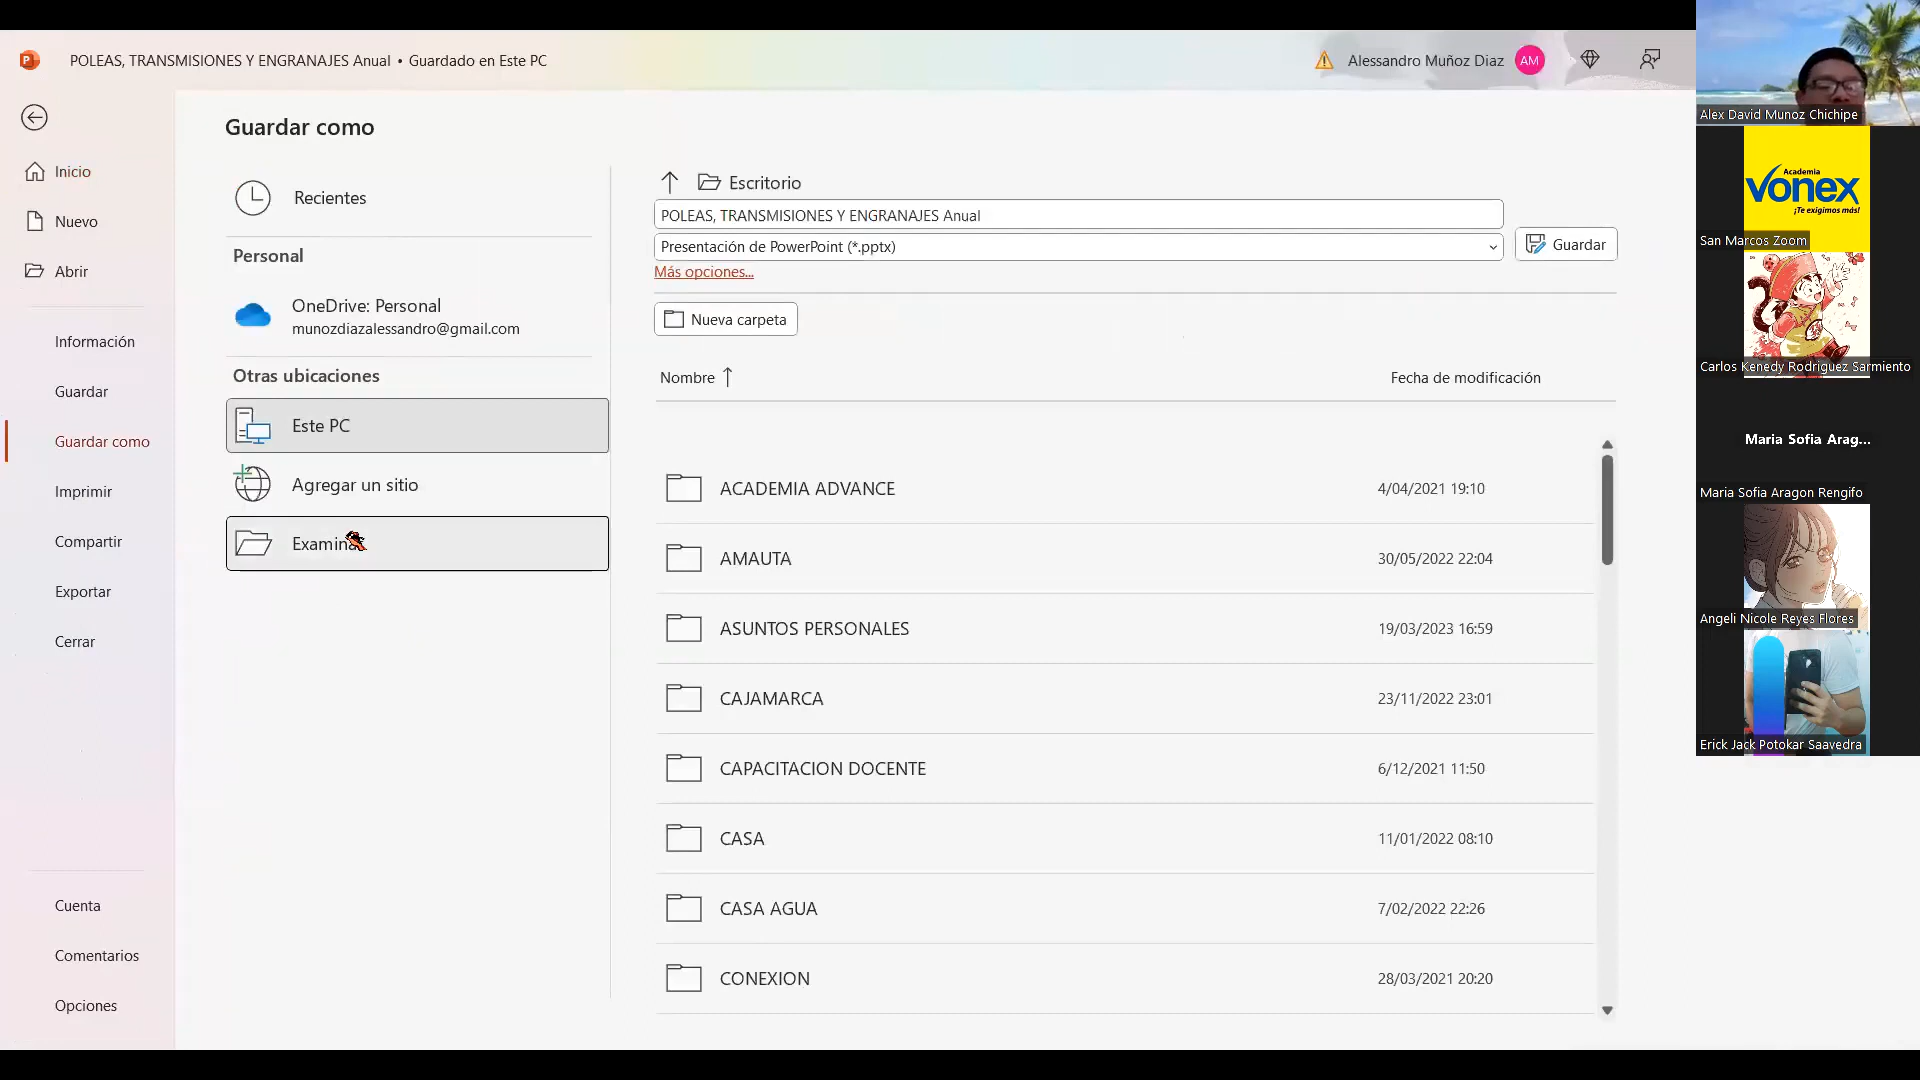 POLEAS, TRANSMISIONES Y ENGRANAJES Anual • Guardado en Este PC
Alessandro Muñoz Diaz AM
Inicio
Nuevo
Abrir
Información
Guardar
Guardar como
Imprimir
Compartir
Exportar
Cerrar
Cuenta
Comentarios
Opciones
Guardar como
Recientes
Personal
OneDrive: Personal
munozdiazalessandro@gmail.com
Otras ubicaciones
Este PC
Agregar un sitio
Examinar
Escritorio
POLEAS, TRANSMISIONES Y ENGRANAJES Anual
Presentación de PowerPoint (*.pptx)
Guardar
Más opciones...
Nueva carpeta
Nombre Fecha de modificación
ACADEMIA ADVANCE 4/04/2021 19:10
AMAUTA 30/05/2022 22:04
ASUNTOS PERSONALES 19/03/2023 16:59
CAJAMARCA 23/11/2022 23:01
CAPACITACION DOCENTE 6/12/2021 11:50
CASA 11/01/2022 08:10
CASA AGUA 7/02/2022 22:26
CONEXION 28/03/2021 20:20
Alex David Munoz Chichipe
Academia
vonex
¡Te exigimos más!
San Marcos Zoom
Carlos Kenedy Rodriguez Sarmiento
Maria Sofia Arag...
Maria Sofia Aragon Rengifo
Angeli Nicole Reyes Flores
Erick Jack Potokar Saavedra